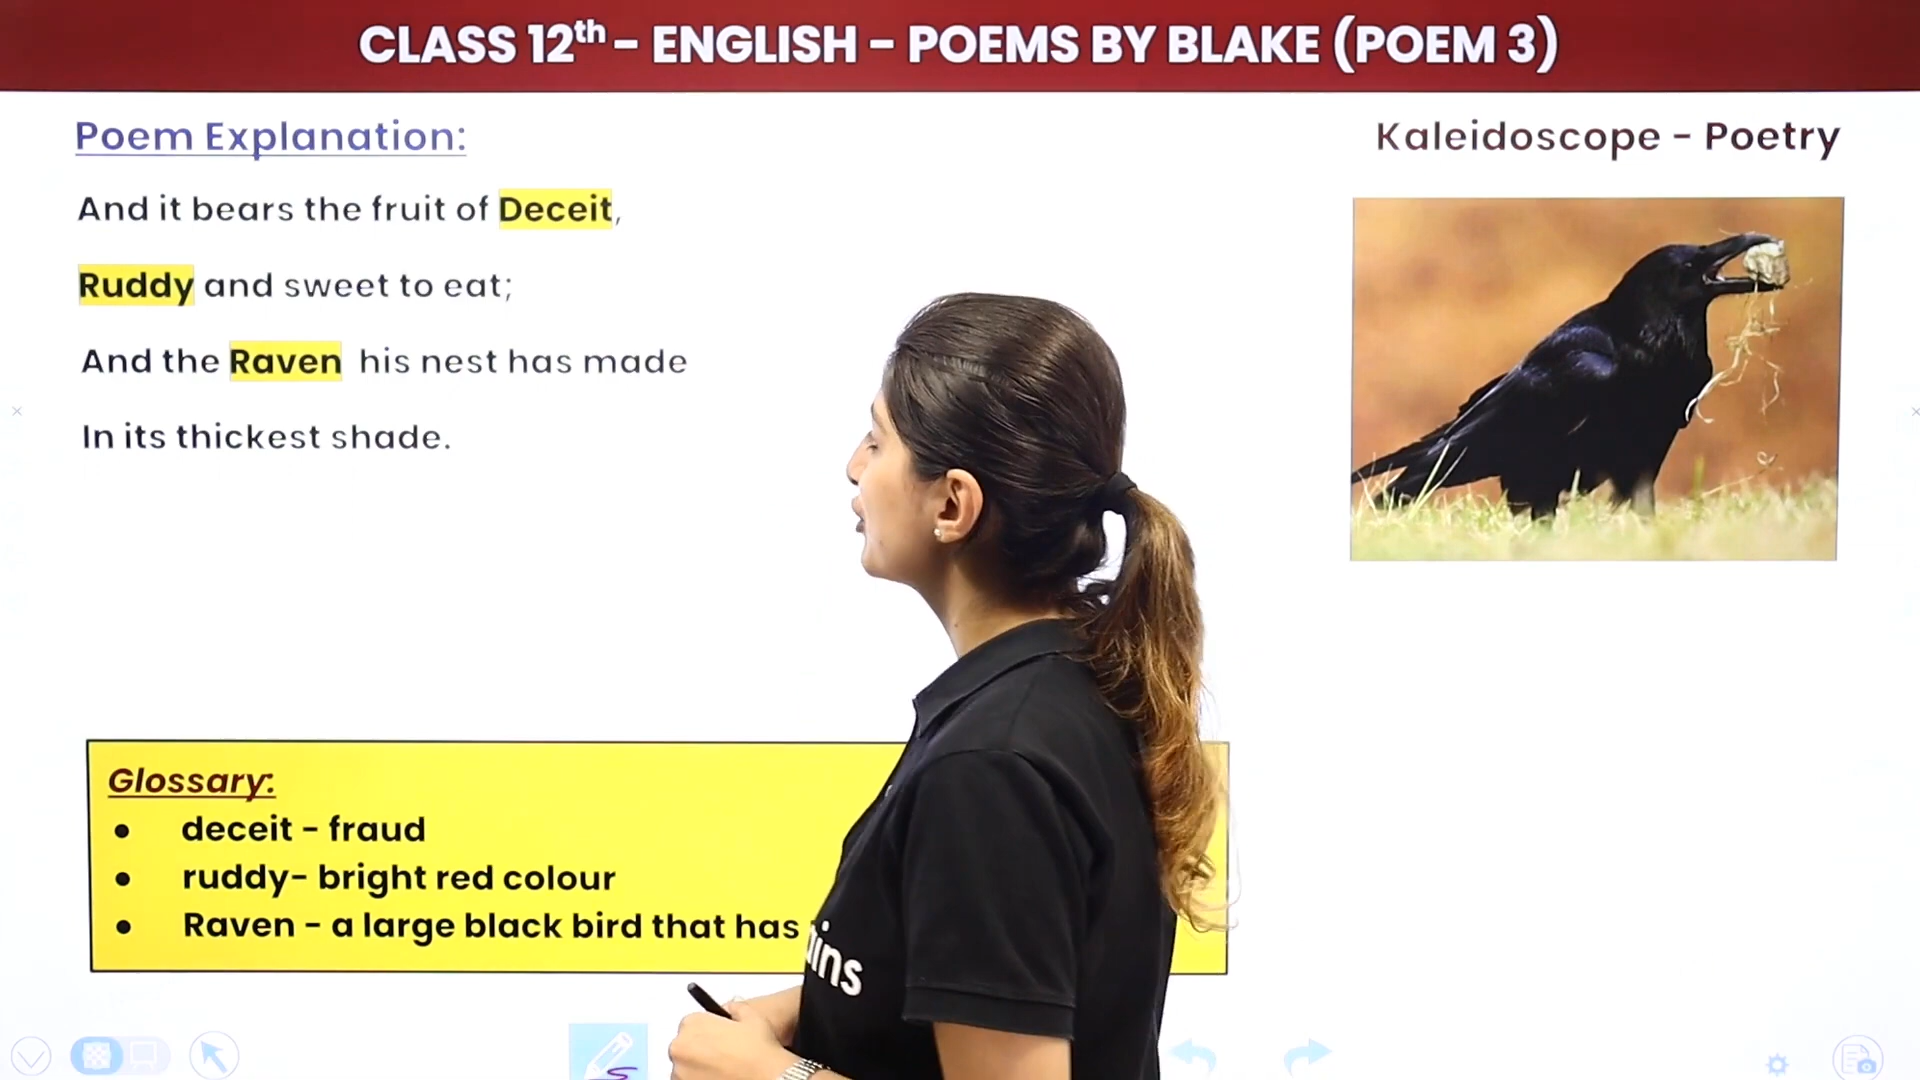 CLASS 12th - ENGLISH - POEMS BY BLAKE (POEM 3)
Poem Explanation:
Kaleidoscope - Poetry
And it bears the fruit of Deceit,
Ruddy and sweet to eat;
And the Raven his nest has made
In its thickest shade.
Glossary:
● deceit - fraud
● ruddy- bright red colour
● Raven - a large black bird that has